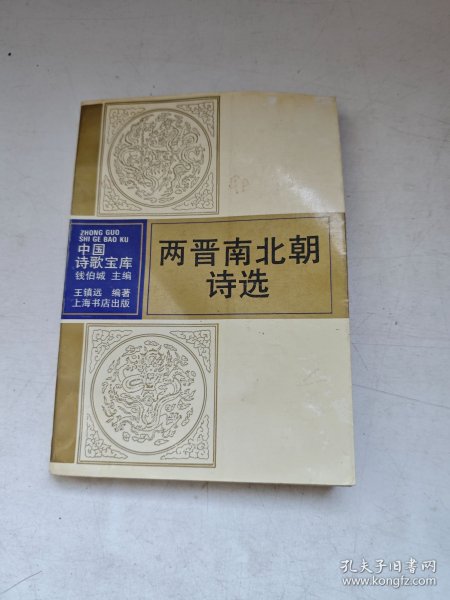 ZHONG GUO
SHI GE BAO KU
中国
诗歌宝库
钱伯城 主编
王镇远 编著
上海书店出版
两晋南北朝
诗选
孔夫子旧书网
www.kongfz.com